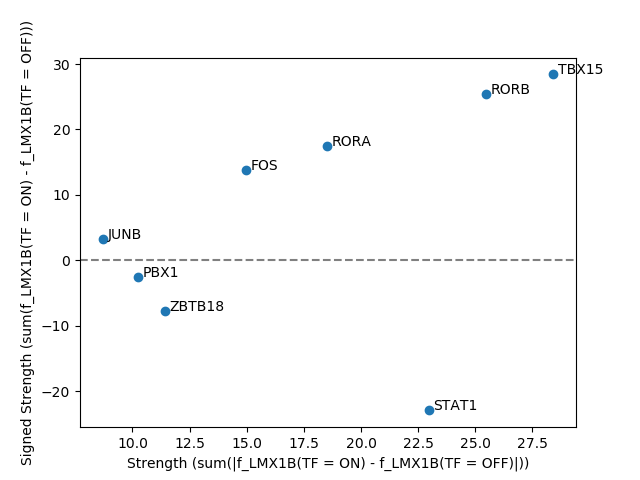 Signed Strength (sum(f_LMX1B(TF = ON) - f_LMX1B(TF = OFF)))
30
20
10
0
−10
−20
TBX15
RORB
RORA
FOS
JUNB
PBX1
ZBTB18
STAT1
10.0 12.5 15.0 17.5 20.0 22.5 25.0 27.5
Strength (sum(|f_LMX1B(TF = ON) - f_LMX1B(TF = OFF)|))